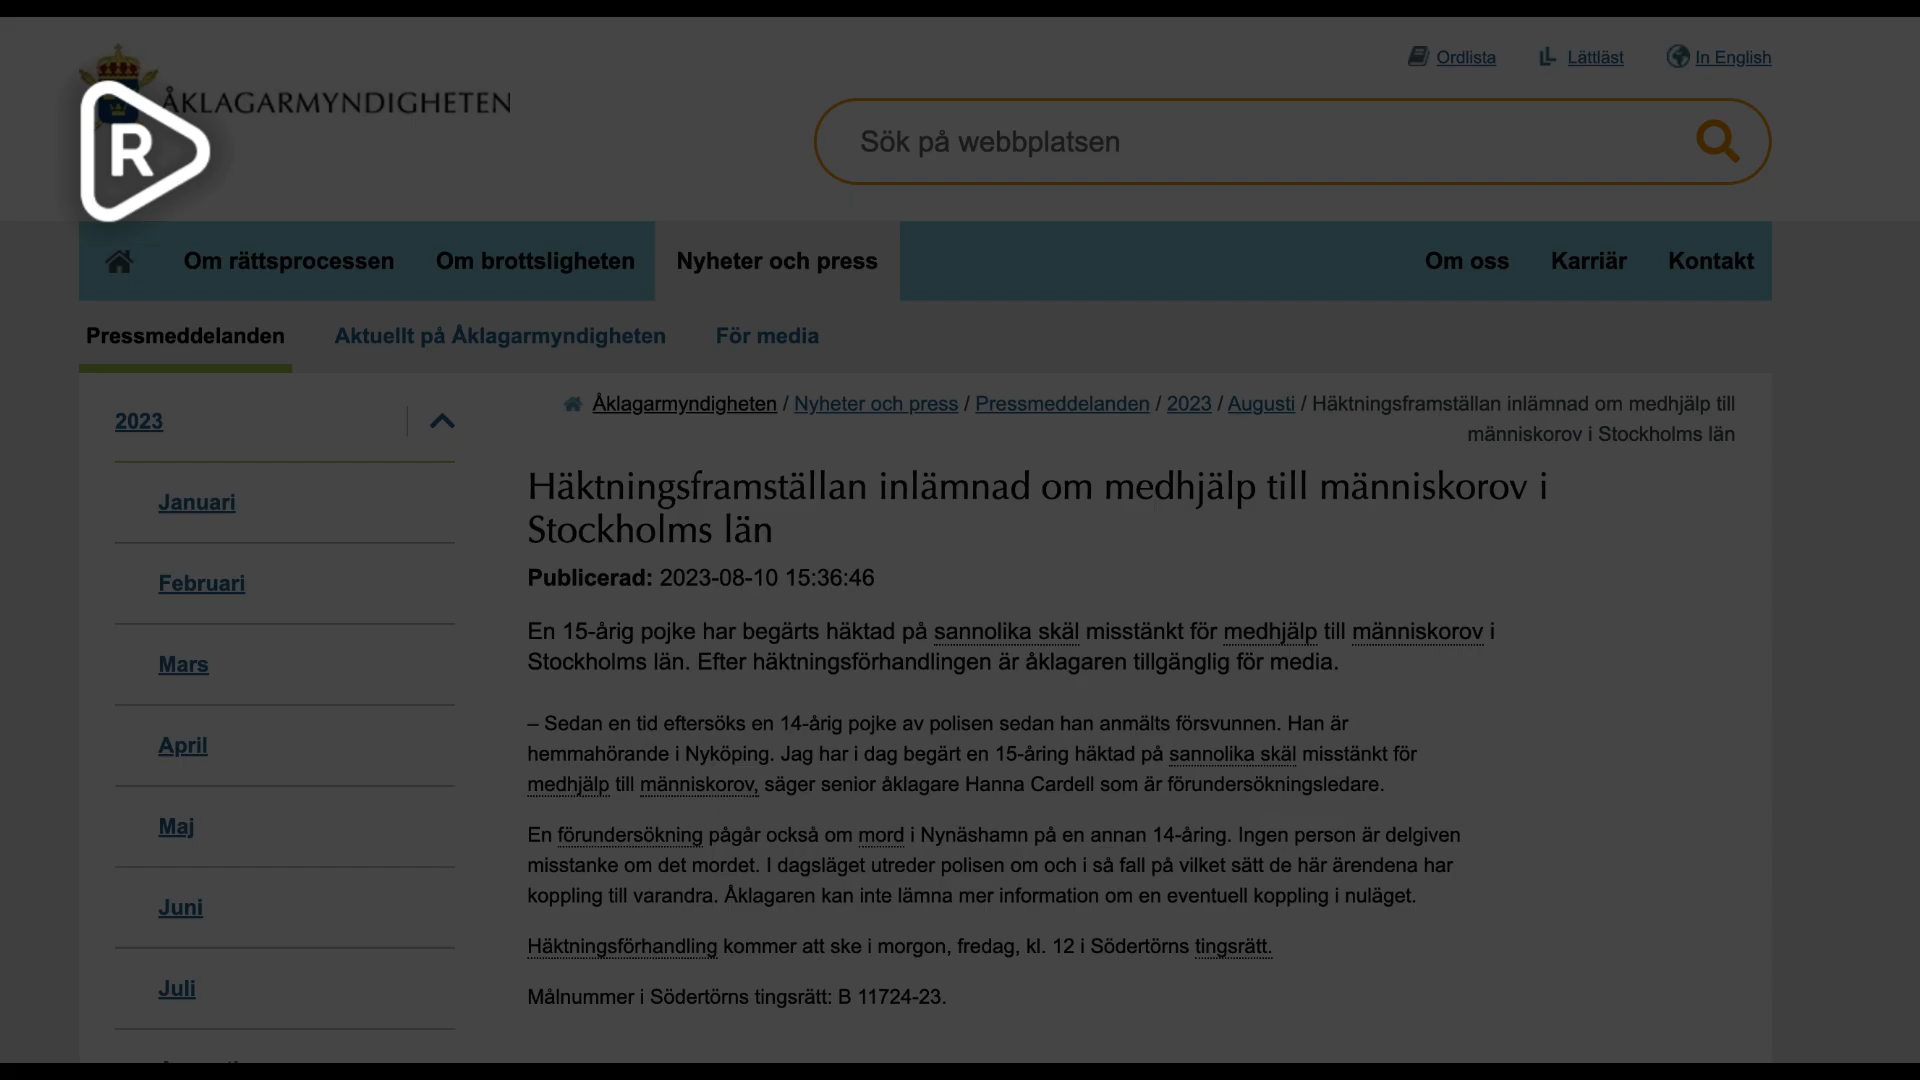 Ordlista
Lättläst
In English
ÅKLAGARMYNDIGHETEN
Sök på webbplatsen
R
Om rättsprocessen
Om brottsligheten
Nyheter och press
Om oss
Karriär
Kontakt
Pressmeddelanden
Aktuellt på Åklagarmyndigheten
För media
2023
Januari
Februari
Mars
April
Maj
Juni
Juli
Åklagarmyndigheten / Nyheter och press / Pressmeddelanden / 2023 / Augusti / Häktningsframställan inlämnad om medhjälp till
människorov i Stockholms län
Häktningsframställan inlämnad om medhjälp till människorov i
Stockholms län
Publicerad: 2023-08-10 15:36:46
En 15-årig pojke har begärts häktad på sannolika skäl misstänkt för medhjälp till människorov i
Stockholms län. Efter häktningsförhandlingen är åklagaren tillgänglig för media.
– Sedan en tid eftersöks en 14-årig pojke av polisen sedan han anmälts försvunnen. Han är
hemmahörande i Nyköping. Jag har i dag begärt en 15-åring häktad på sannolika skäl misstänkt för
medhjälp till människorov, säger senior åklagare Hanna Cardell som är förundersökningsledare.
En förundersökning pågår också om mord i Nynäshamn på en annan 14-åring. Ingen person är delgiven
misstanke om det mordet. I dagsläget utreder polisen om och i så fall på vilket sätt de här ärendena har
koppling till varandra. Åklagaren kan inte lämna mer information om en eventuell koppling i nuläget.
Häktningsförhandling kommer att ske i morgon, fredag, kl. 12 i Södertörns tingsrätt.
Målnummer i Södertörns tingsrätt: B 11724-23.